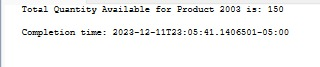 Total Quantity Available for Product 2003 is: 150
Completion time: 2023-12-11T23:05:41.1406501-05:00